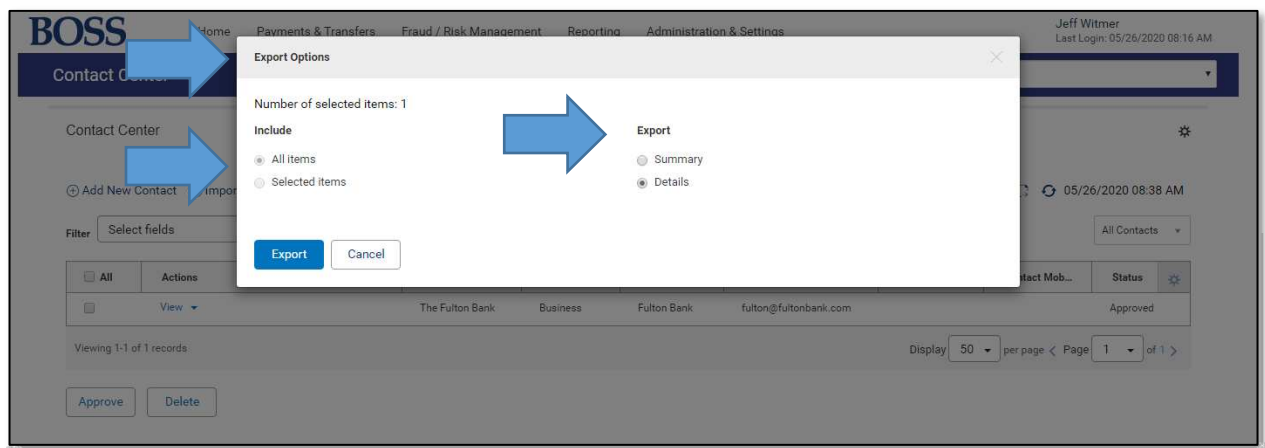 BOSS
Home Payments & Transfers Fraud / Risk Management Reporting Administration & Settings
Jeff Witmer
Last Login: 05/26/2020 08:16 AM
Contact
Export Options
Number of selected items: 1
Include
Export
All items
Summary
Selected items
Details
Export Cancel
Contact Center
Add New Contact
05/26/2020 08:38 AM
Filter Select fields
All Contacts
All Actions
Status
View The Fulton Bank Business Fulton Bank fulton@fultonbank.com Approved
Viewing 1-1 of 1 records
Display 50 per page < Page 1 of 1 >
Approve Delete